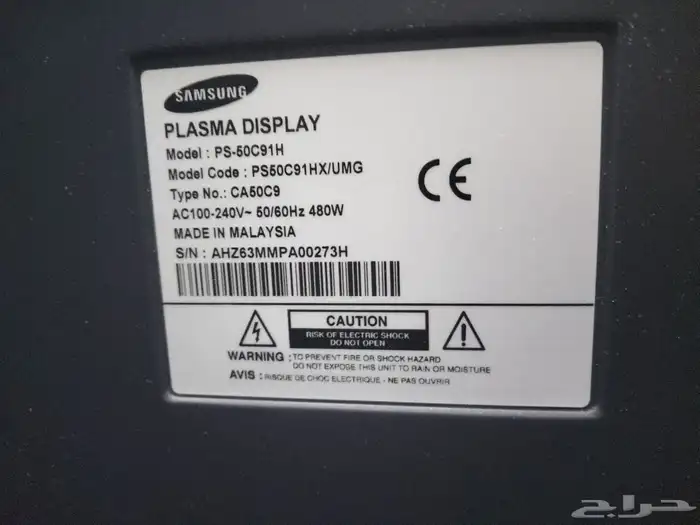 SAMSUNG
PLASMA DISPLAY
Model : PS-50C91H
Model Code : PS50C91HX/UMG
Type No.: CA50C9
AC100-240V~ 50/60Hz 480W
MADE IN MALAYSIA
S/N : AHZ63MMPA00273H
CE
CAUTION
RISK OF ELECTRIC SHOCK
DO NOT OPEN
WARNING : TO PREVENT FIRE OR SHOCK HAZARD
DO NOT EXPOSE THIS UNIT TO RAIN OR MOISTURE
AVIS : RISQUE DE CHOC ELECTRIQUE - NE PAS OUVRIR
حراج